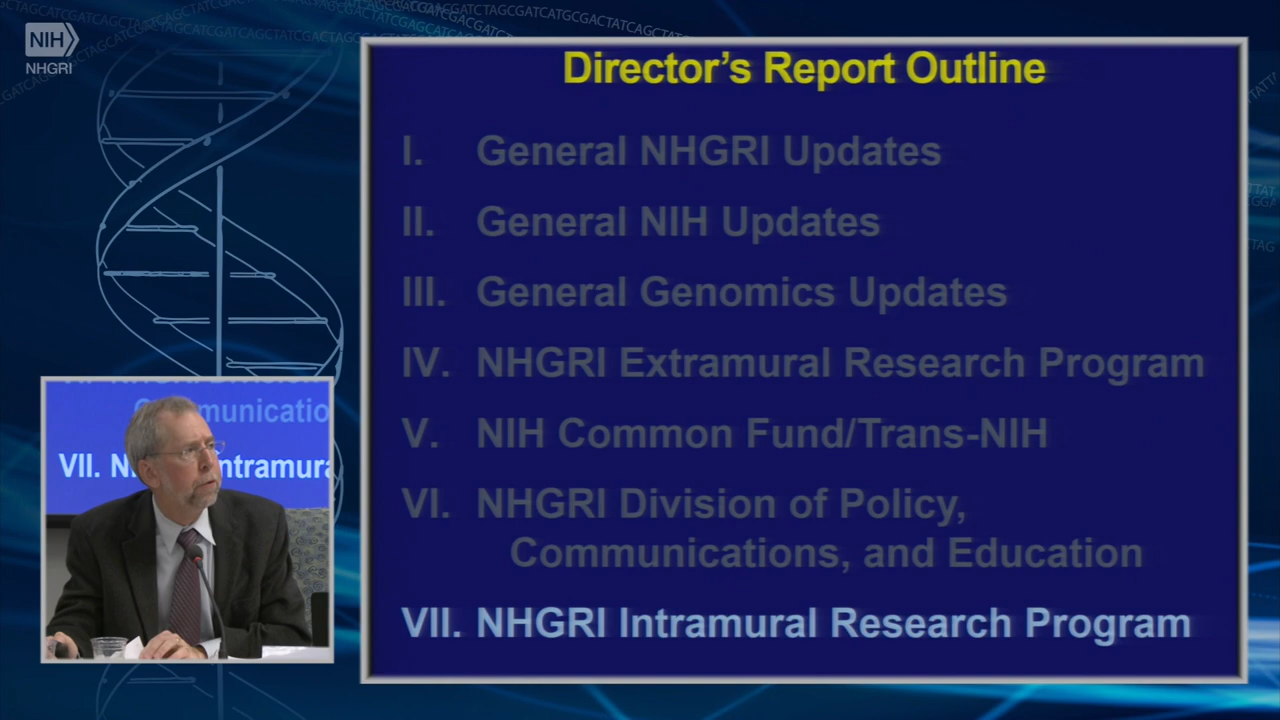 NIH
NHGRI
Director's Report Outline
I. General NHGRI Updates
II. General NIH Updates
III. General Genomics Updates
IV. NHGRI Extramural Research Program
V. NIH Common Fund/Trans-NIH
VI. NHGRI Division of Policy,
Communications, and Education
VII. NHGRI Intramural Research Program
VII. N